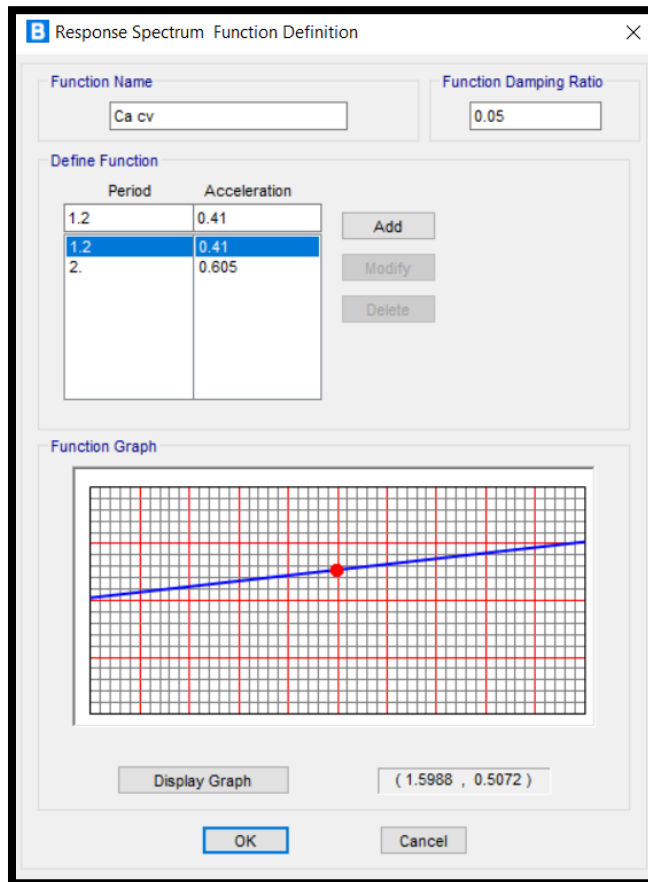 B Response Spectrum Function Definition
Function Name
Function Damping Ratio
Ca cv
0.05
Define Function
Period Acceleration
1.2 0.41
Add
1.2 0.41
2. 0.605
Modify
Delete
Function Graph
Display Graph
( 1.5988 , 0.5072 )
OK
Cancel